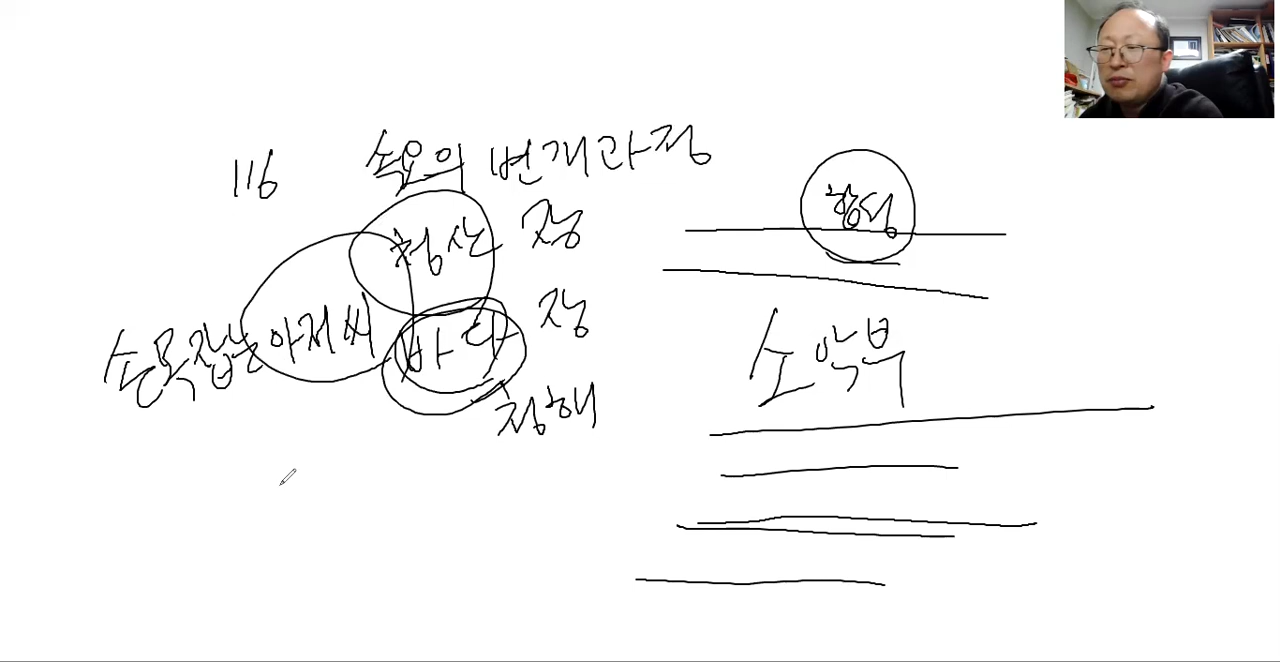 116 속요의 번개과정
청산 장
손목잡는 아저씨 바다 장
정해
소악부